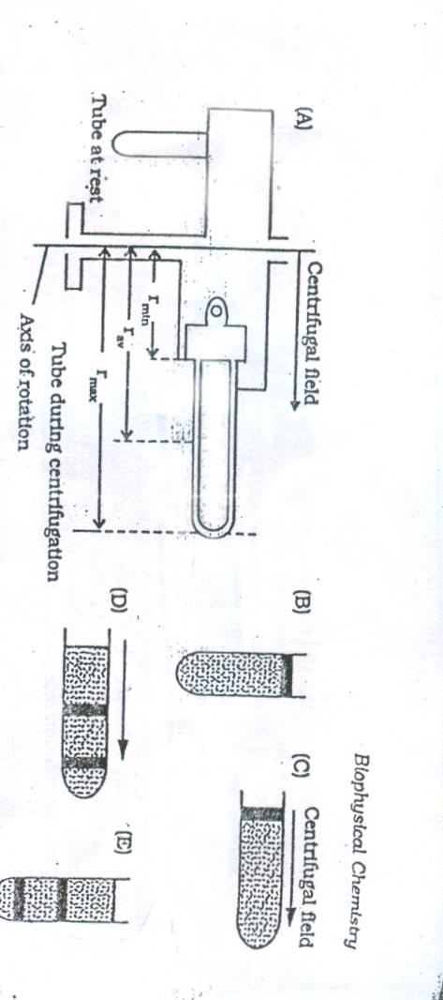 Biophysical Chemistry
(A)
Centrifugal field
Tube at rest
r min
r av
r max
Axis of rotation
Tube during centrifugation
(B)
(C)
Centrifugal field
(D)
(E)